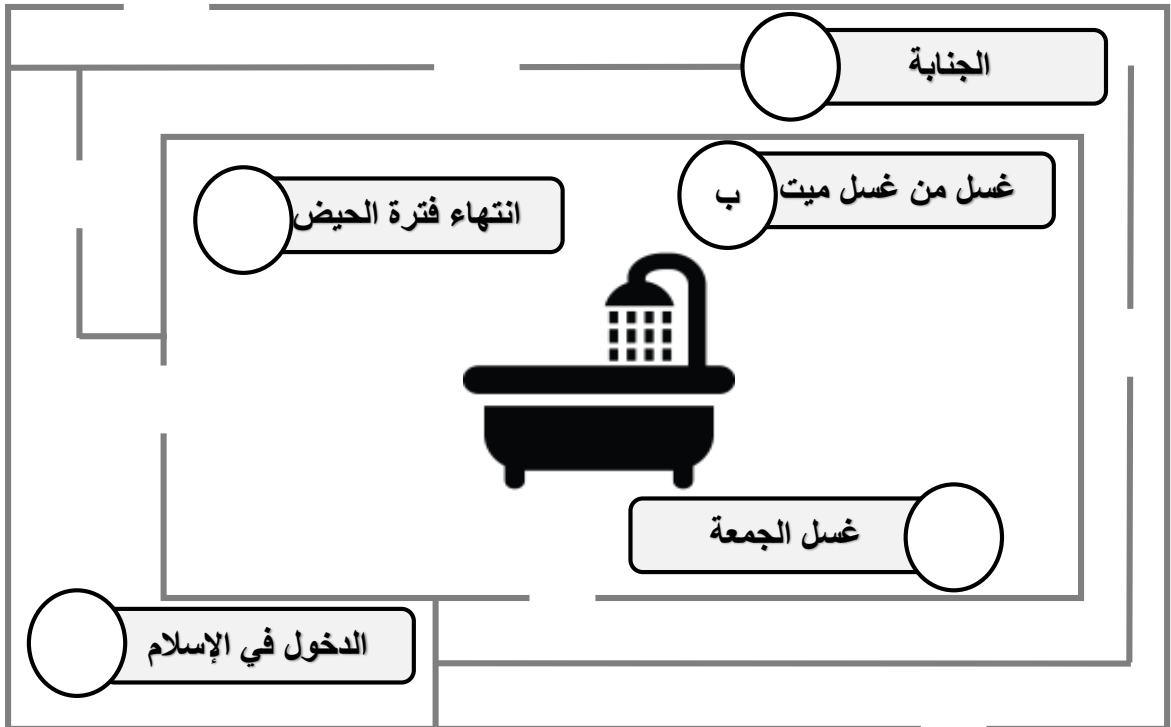 الجنابة
غسل من غسل ميت
ب
انتهاء فترة الحيض
غسل الجمعة
الدخول في الإسلام